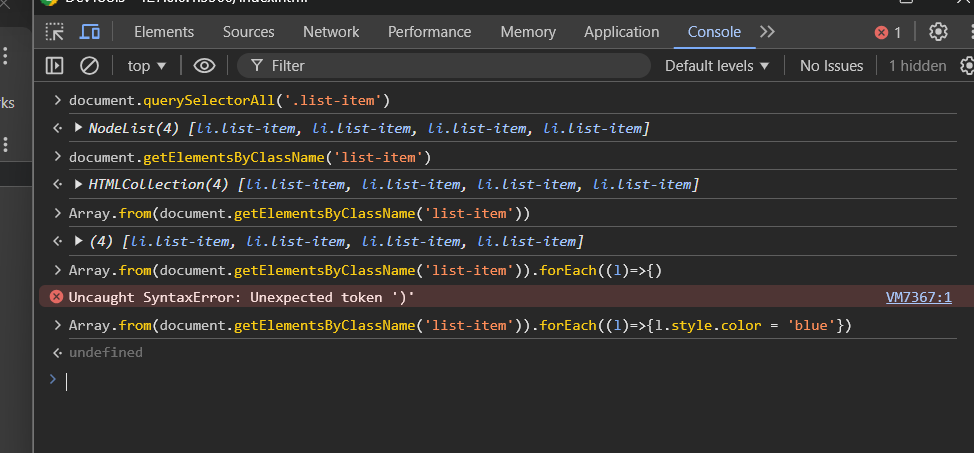 Elements Sources Network Performance Memory Application Console 1
top Filter Default levels No Issues 1 hidden
rks
document.querySelectorAll('.list-item')
NodeList(4) [li.list-item, li.list-item, li.list-item, li.list-item]
document.getElementsByClassName('list-item')
HTMLCollection(4) [li.list-item, li.list-item, li.list-item, li.list-item]
Array.from(document.getElementsByClassName('list-item'))
(4) [li.list-item, li.list-item, li.list-item, li.list-item]
Array.from(document.getElementsByClassName('list-item')).forEach((l)=>{)
Uncaught SyntaxError: Unexpected token ')' VM7367:1
Array.from(document.getElementsByClassName('list-item')).forEach((l)=>{l.style.color = 'blue'})
undefined